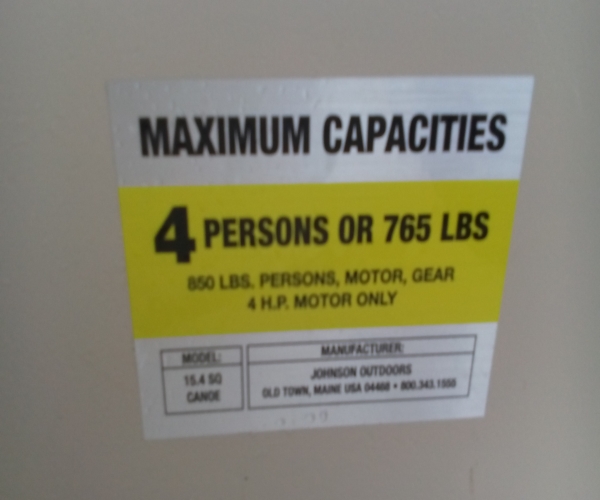 MAXIMUM CAPACITIES
4 PERSONS OR 765 LBS
850 LBS. PERSONS, MOTOR, GEAR
4 H.P. MOTOR ONLY
MODEL:
15.4 SQ
CANOE
MANUFACTURER:
JOHNSON OUTDOORS
OLD TOWN, MAINE USA 04468 • 800.343.1555